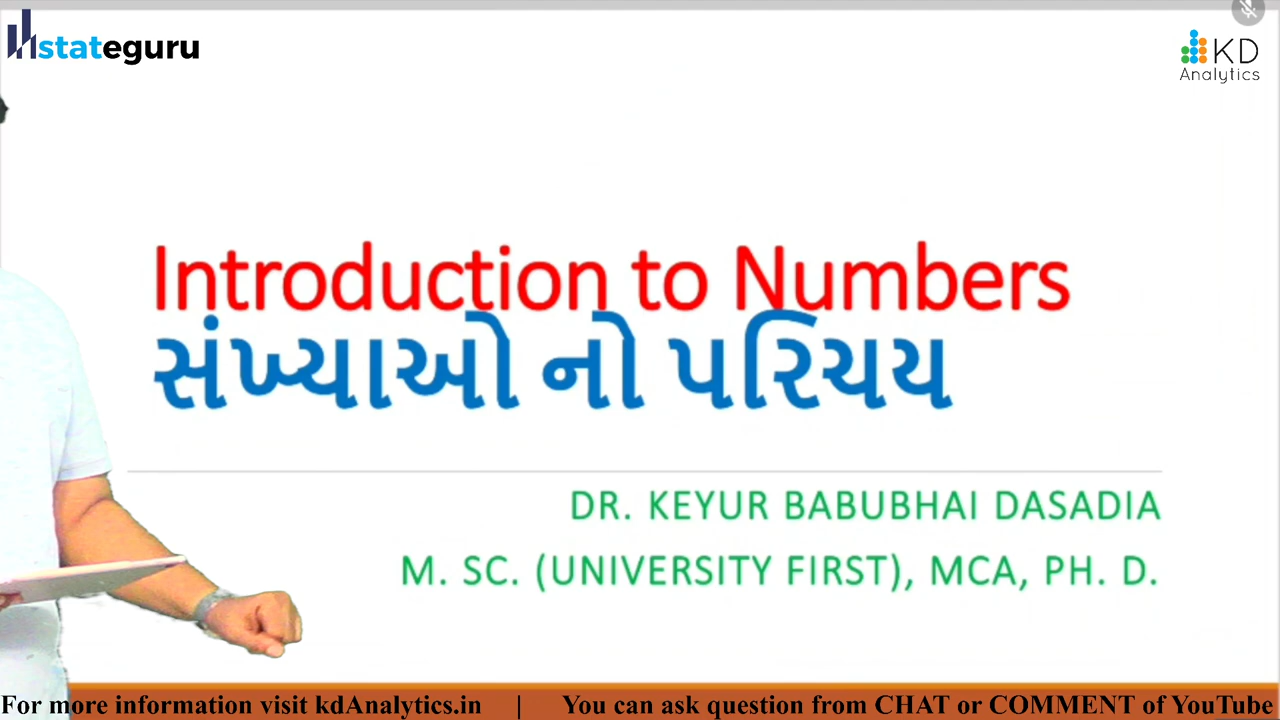 stateguru
KD
Analytics
Introduction to Numbers
સંખ્યાઓ નો પરિચય
DR. KEYUR BABUBHAI DASADIA
M. SC. (UNIVERSITY FIRST), MCA, PH. D.
For more information visit kdAnalytics.in | You can ask question from CHAT or COMMENT of YouTube